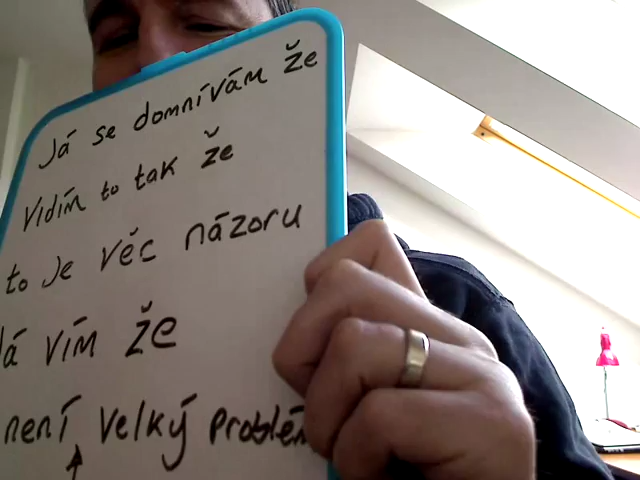 Já se domnívám že
Vidím to tak že
to je věc názoru
Já vím že
není velký problém